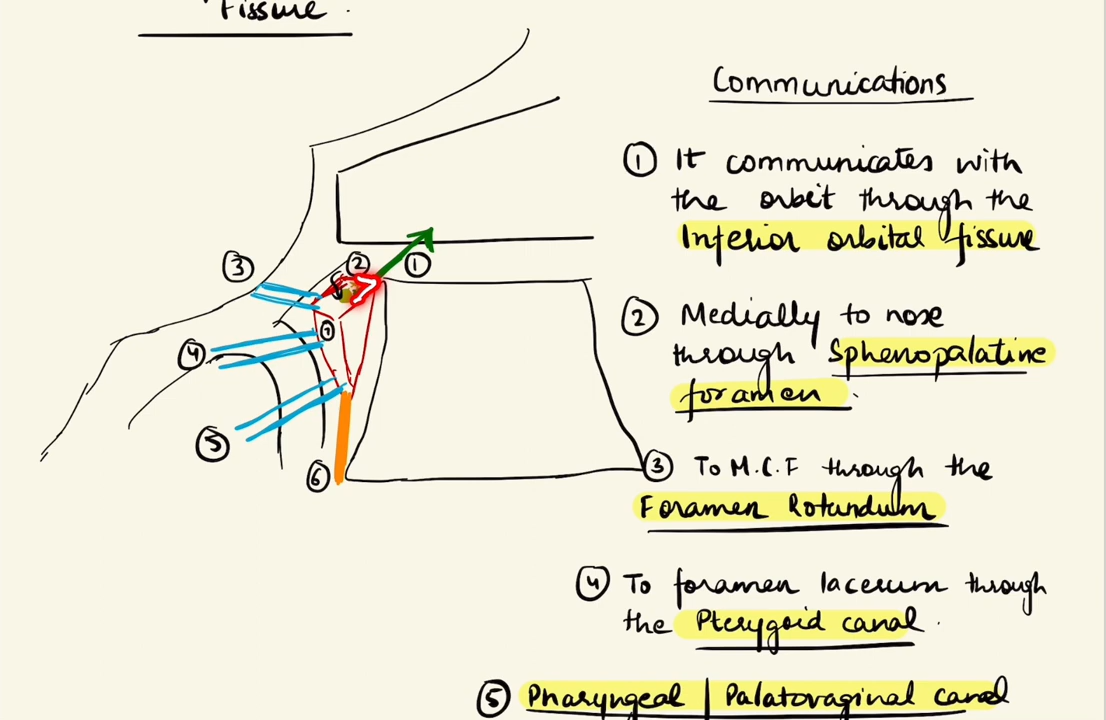 Fissure.
Communications
① It communicates with
the orbit through the
Inferior orbital fissure
② Medially to nose
through Sphenopalatine
foramen.
③ To M.C.F through the
Foramen Rotandum
④ To foramen lacerum through
the Pterygoid canal.
⑤ Pharyngeal | Palatovaginal canal
③
②
①
④
⑦
⑤
⑥